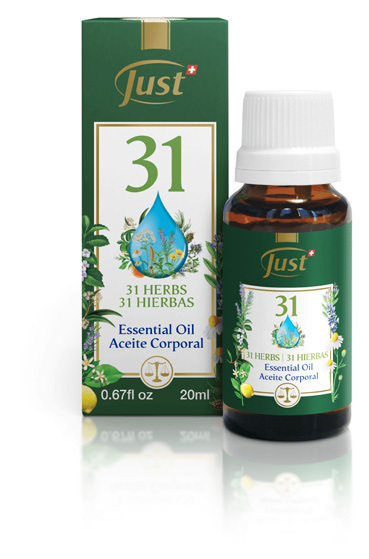 Just
31
31 HERBS
31 HIERBAS
Essential Oil
Aceite Corporal
0.67fl oz 20ml
Just
31
31 HERBS | 31 HIERBAS
Essential Oil
Aceite Corporal